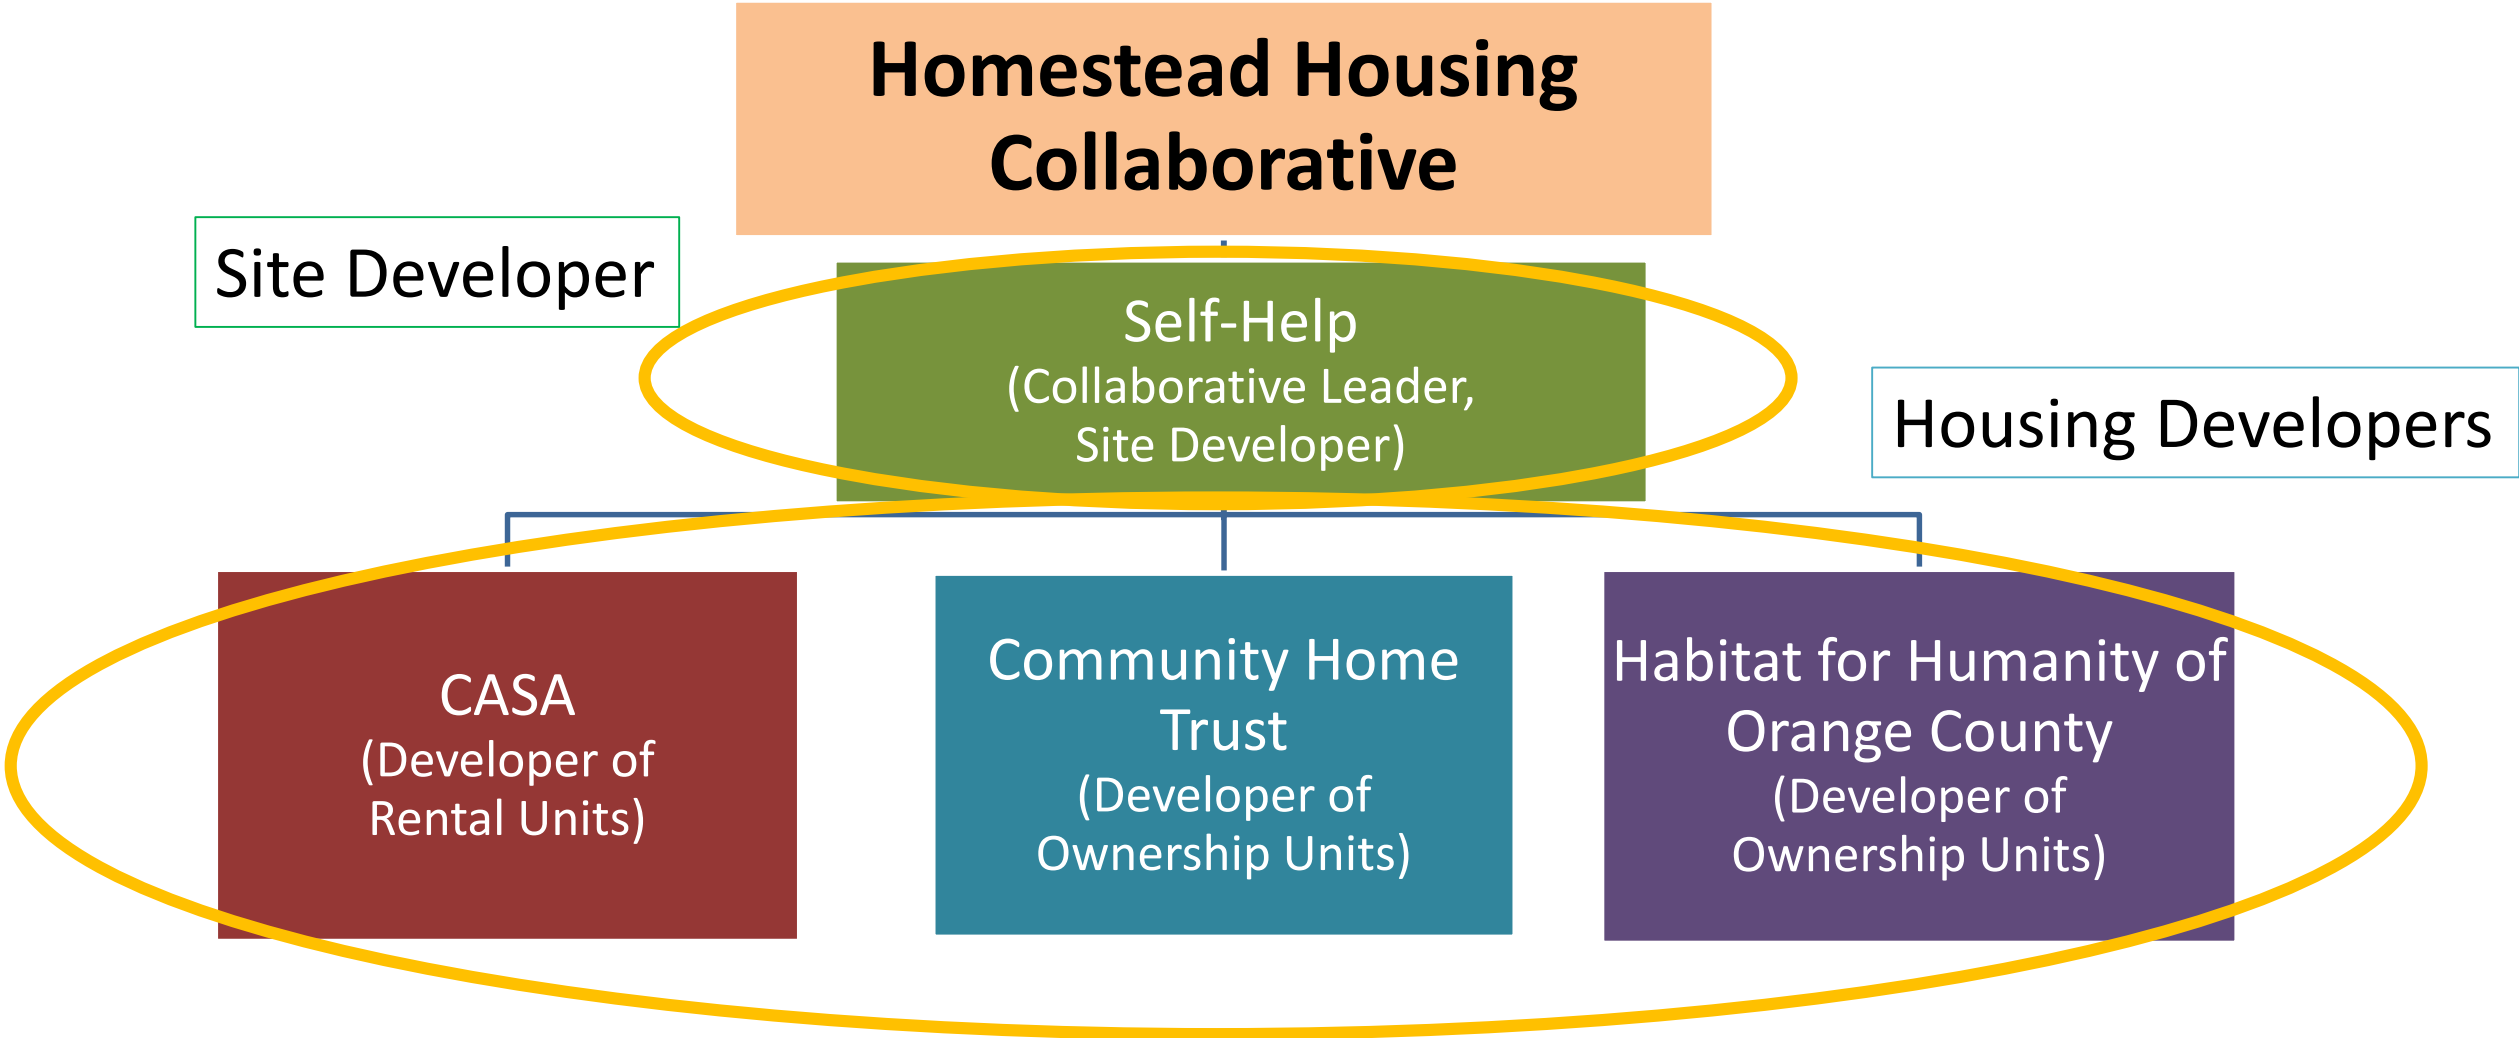 Homestead Housing
Collaborative
Site Developer
Self-Help
(Collaborative Leader,
Site Developer)
Housing Developers
CASA
(Developer of
Rental Units)
Community Home
Trust
(Developer of
Ownership Units)
Habitat for Humanity of
Orange County
(Developer of
Ownership Units)